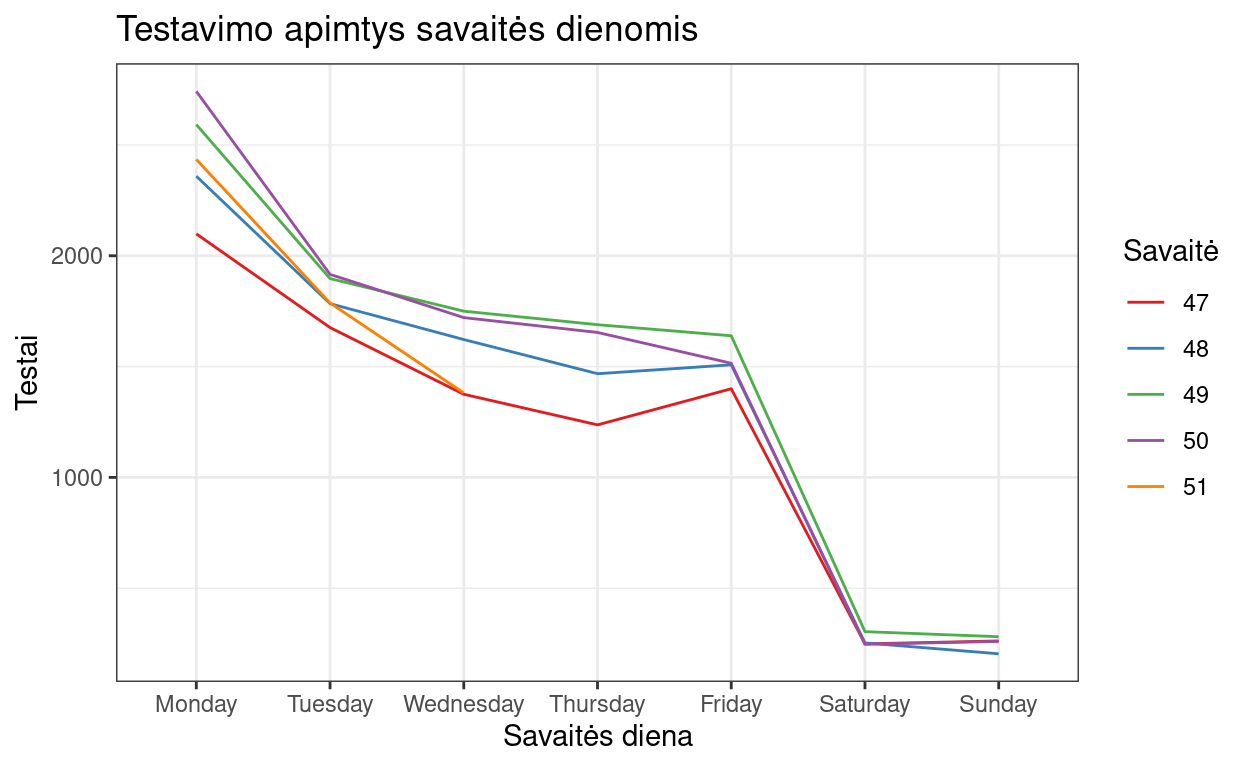 Testavimo apimtys savaitės dienomis
Testai
2000
1000
Monday Tuesday Wednesday Thursday Friday Saturday Sunday
Savaitės diena
Savaitė
47
48
49
50
51